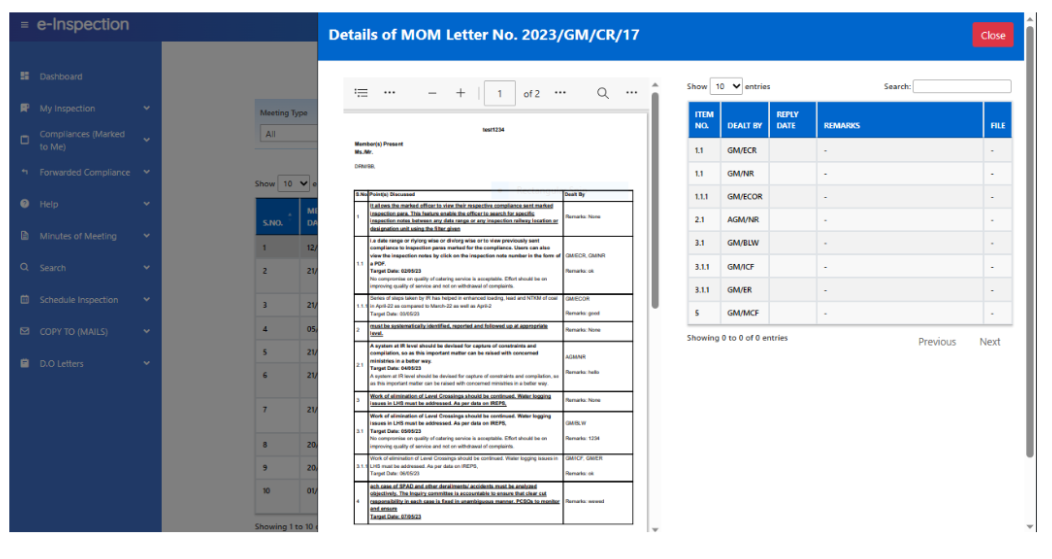 ≡ e-Inspection
Details of MOM Letter No. 2023/GM/CR/17
Close
Dashboard
My Inspection
Compliances (Marked
to Me)
Forwarded Compliance
Help
Minutes of Meeting
Search
Schedule Inspection
COPY TO (MAILS)
D.O Letters
Meeting Type
All
Show 10
S.NO.
1 12/
2 21/
3 21/
4 05/
5 21/
6 21/
7 21/
8 20/
9 20/
10 01/
Showing 1 to 10
1 of 2
test1234
Member(s) Present
Ms./Mr.
DRM/SBI,
S.No Point(s) Discussed Dealt By
1
It allows the marked officer to view their respective compliance sent marked
inspection para. This feature enable the officer to search for specific
inspection notes between any date range or any inspection railway location or
designation unit using the filter given
Remarks: None
1.1
compliance to inspection paras marked for the compliance. Users can also
view the inspection notes by click on the inspection note number in the form of
a PDF.
Target Date: 02/05/23
No compromise on quality of catering service is acceptable. Effort should be on
improving quality of service and not on withdrawal of complaints.
GM/ECR, GM/NR
Remarks: ok
1.1.1
Series of steps taken by IR has helped in enhanced loading, lead and NTKM of coal
in April-22 as compared to March-22 as well as April-2
Target Date: 03/05/23
GM/ECOR
Remarks: good
2
must be systematically identified, reported and followed up at appropriate
level.
Remarks: None
2.1
A system at IR level should be devised for capture of constraints and
compilation, so as this important matter can be raised with concerned
ministries in a better way.
Target Date: 04/05/23
A system at IR level should be devised for capture of constraints and compilation, so
as this important matter can be raised with concerned ministries in a better way.
AGM/NR
Remarks: hello
3
Work of elimination of Level Crossings should be continued. Water logging
issues in LHS must be addressed. As per data on IREPS,
Remarks: None
3.1
Work of elimination of Level Crossings should be continued. Water logging
issues in LHS must be addressed. As per data on IREPS,
Target Date: 05/05/23
No compromise on quality of catering service is acceptable. Effort should be on
improving quality of service and not on withdrawal of complaints.
GM/BLW
Remarks: 1234
3.1.1
Work of elimination of Level Crossings should be continued. Water logging issues in
LHS must be addressed. As per data on IREPS,
Target Date: 06/05/23
GM/ICF, GM/ER
Remarks: ok
4
ach case of SPAD and other derailments/ accidents must be analyzed
objectively. The Inquiry committee is accountable to ensure that clear cut
responsibility in each case is fixed in unambiguous manner. PCSOs to monitor
and ensure
Target Date: 07/05/23
Show 10 entries Search:
ITEM NO. DEALT BY REPLY DATE REMARKS FILE
1.1 GM/ECR - -
1.1 GM/NR - -
1.1.1 GM/ECOR - -
2.1 AGM/NR - -
3.1 GM/BLW - -
3.1.1 GM/ICF - -
3.1.1 GM/ER - -
5 GM/MCF - -
Showing 0 to 0 of 0 entries
Previous Next